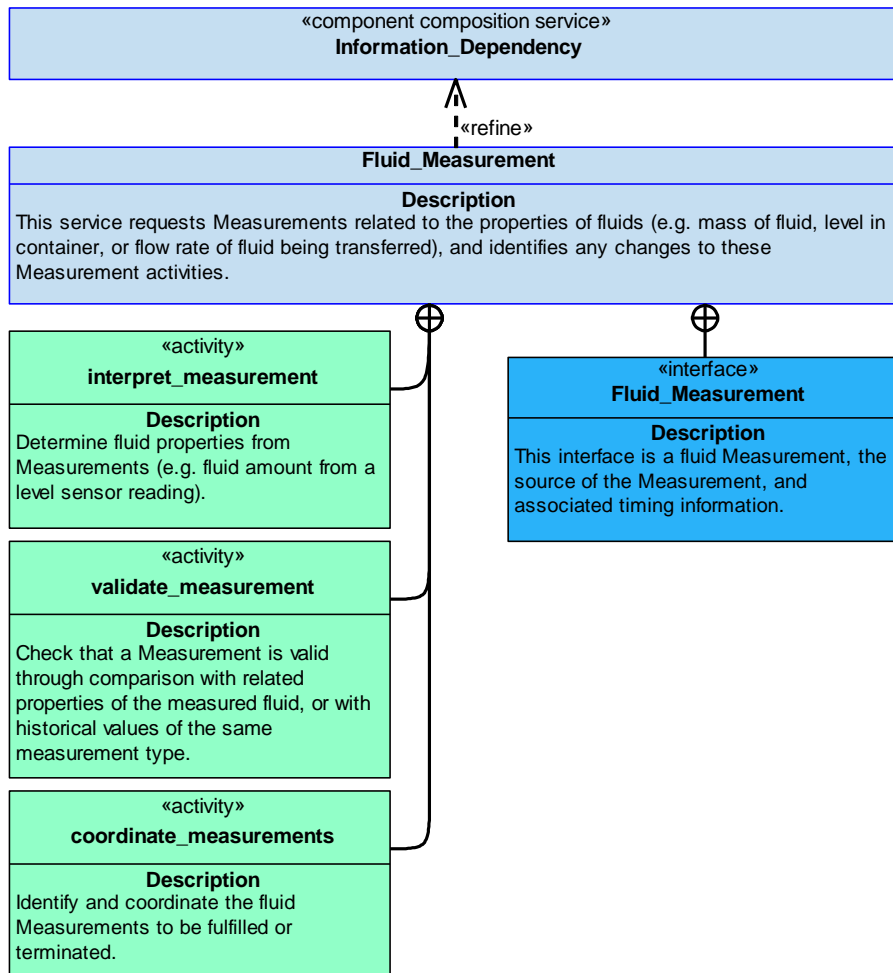 «component composition service»
Information_Dependency
«refine»
Fluid_Measurement
Description
This service requests Measurements related to the properties of fluids (e.g. mass of fluid, level in
container, or flow rate of fluid being transferred), and identifies any changes to these
Measurement activities.
«activity»
interpret_measurement
Description
Determine fluid properties from
Measurements (e.g. fluid amount from a
level sensor reading).
«interface»
Fluid_Measurement
Description
This interface is a fluid Measurement, the
source of the Measurement, and
associated timing information.
«activity»
validate_measurement
Description
Check that a Measurement is valid
through comparison with related
properties of the measured fluid, or with
historical values of the same
measurement type.
«activity»
coordinate_measurements
Description
Identify and coordinate the fluid
Measurements to be fulfilled or
terminated.